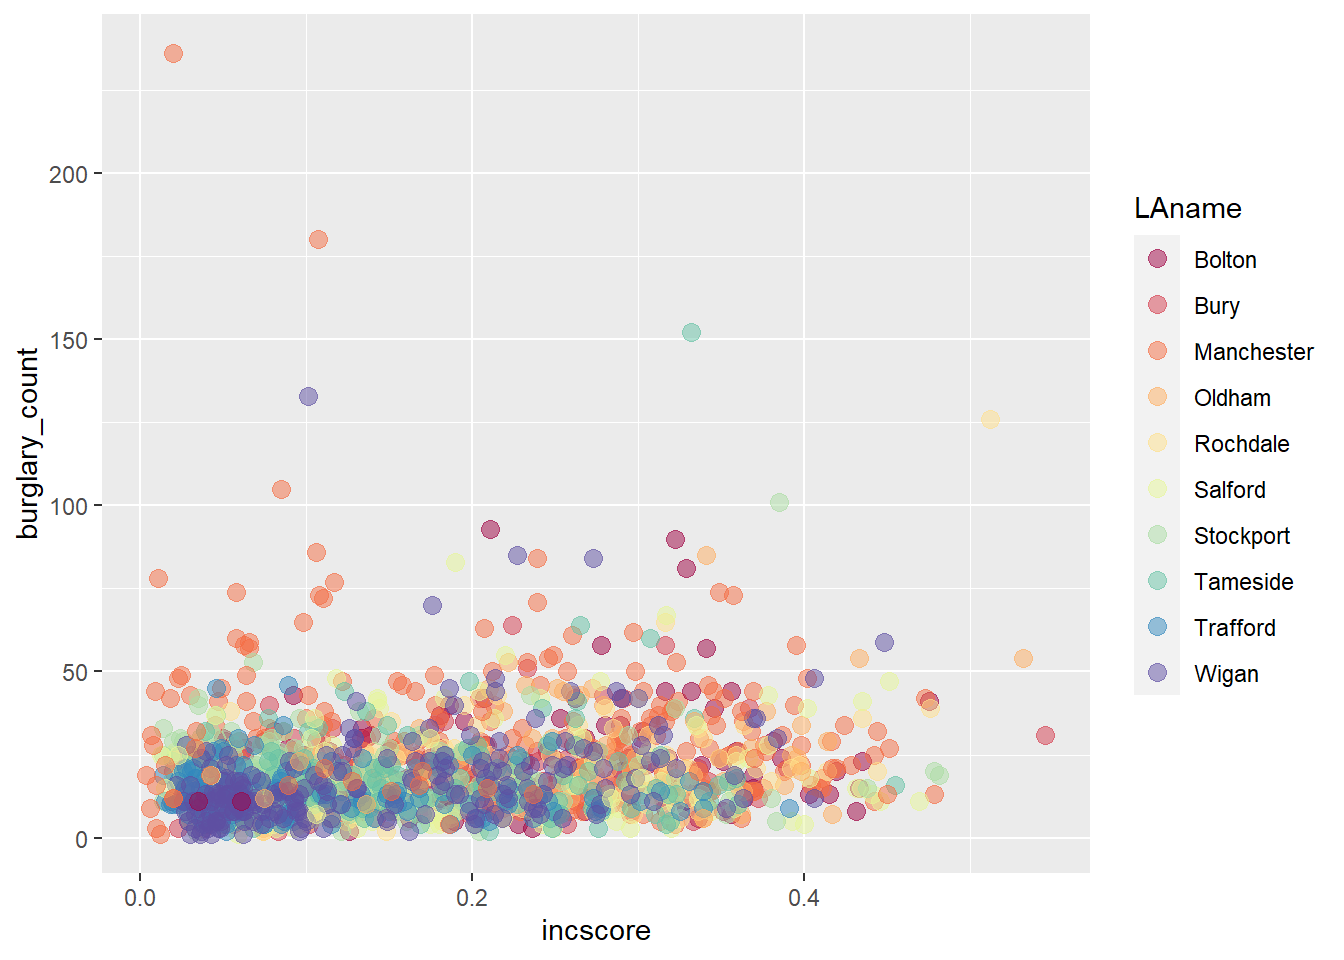 200
150
100
50
0
burglary_count
0.0 0.2 0.4
incscore
LAname
Bolton
Bury
Manchester
Oldham
Rochdale
Salford
Stockport
Tameside
Trafford
Wigan